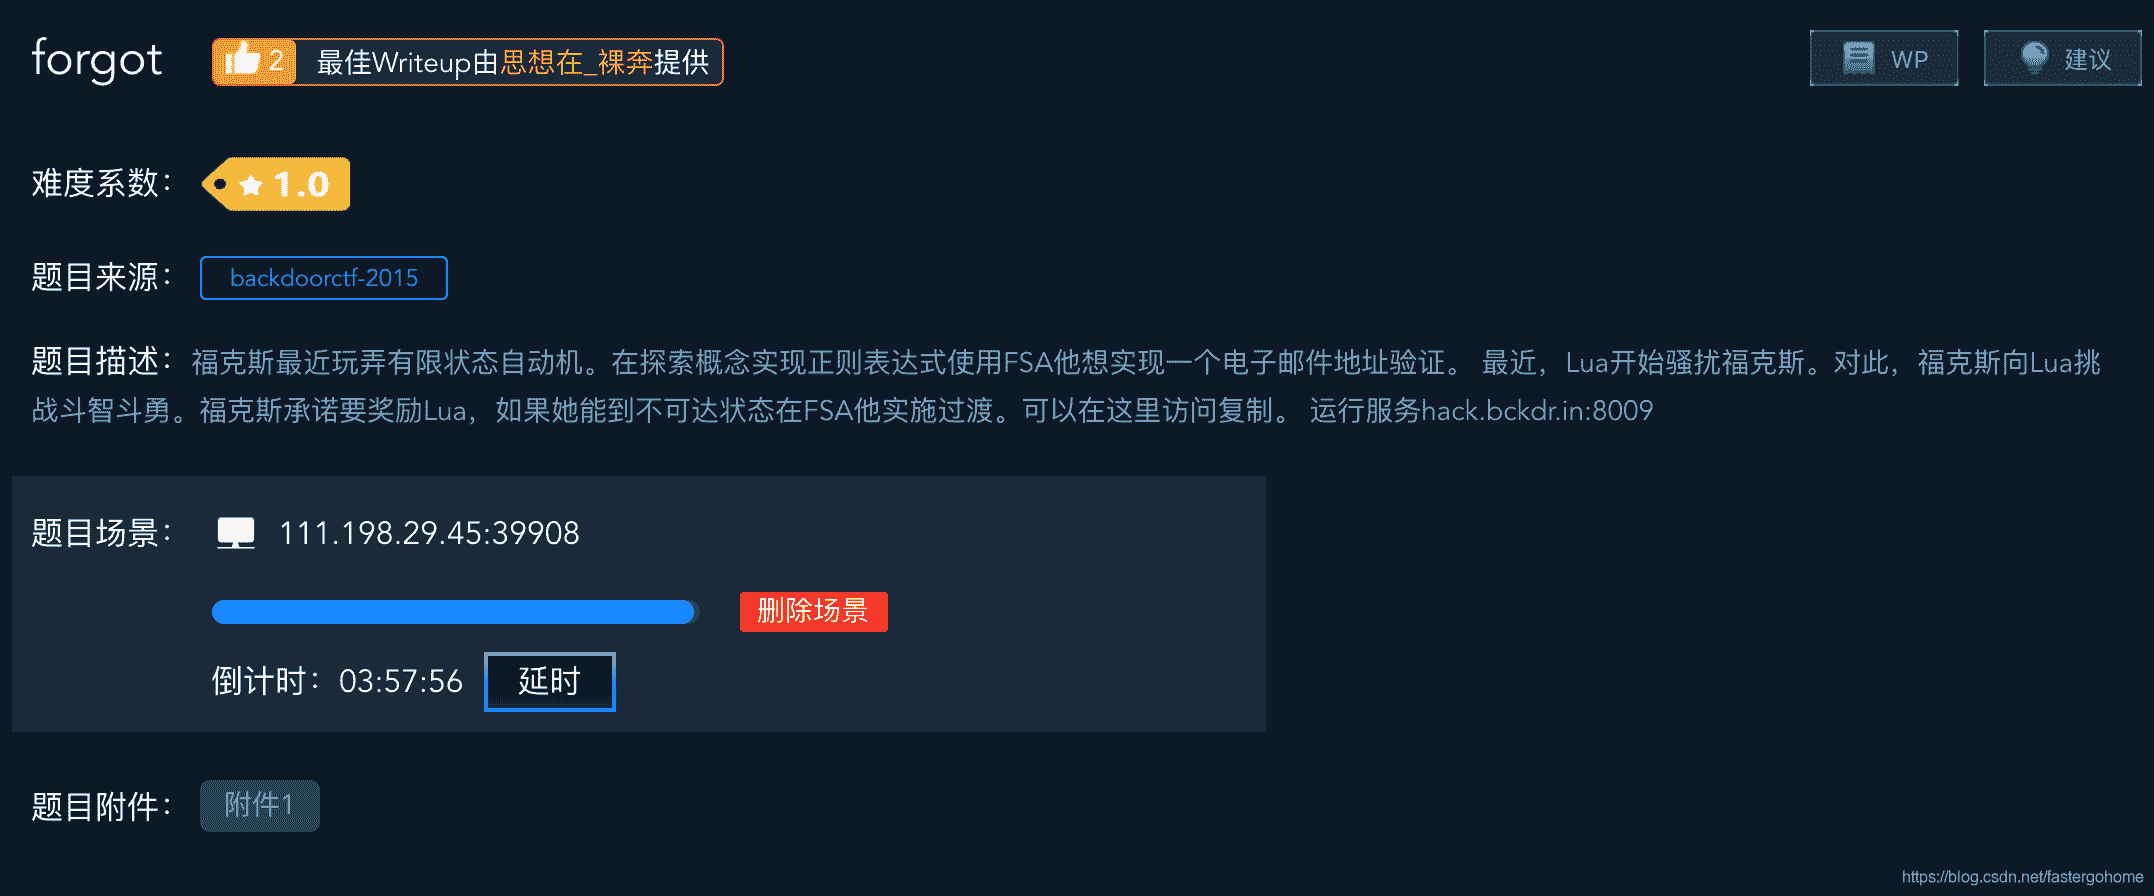 forgot
2 最佳Writeup由思想在_裸奔提供
WP
建议
难度系数： 1.0
题目来源： backdoorctf-2015
题目描述：福克斯最近玩弄有限状态自动机。在探索概念实现正则表达式使用FSA他想实现一个电子邮件地址验证。 最近，Lua开始骚扰福克斯。对此，福克斯向Lua挑
战斗智斗勇。福克斯承诺要奖励Lua，如果她能到不可达状态在FSA他实施过渡。可以在这里访问复制。 运行服务hack.bckdr.in:8009
题目场景： 111.198.29.45:39908
删除场景
倒计时：03:57:56 延时
题目附件： 附件1
https://blog.csdn.net/fastergohome